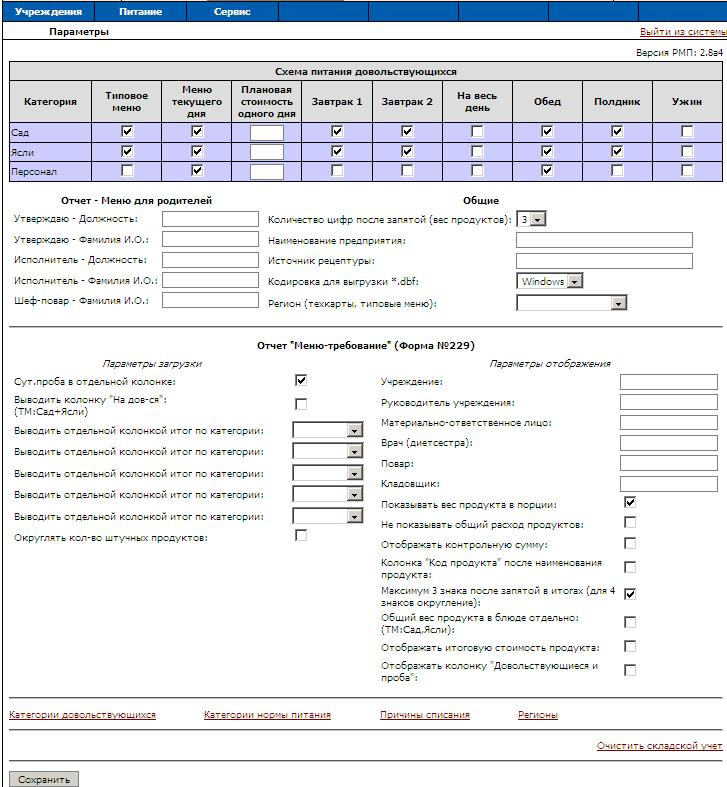 Учреждения Питание Сервис
Параметры Выйти из системы
Версия РМП: 2.8а4
Схема питания довольствующихся
Категория Типовое меню Меню текущего дня Плановая стоимость одного дня Завтрак 1 Завтрак 2 На весь день Обед Полдник Ужин
Сад
Ясли
Персонал
Отчет - Меню для родителей Общие
Утверждаю - Должность: Количество цифр после запятой (вес продуктов): 3
Утверждаю - Фамилия И.О.: Наименование предприятия:
Исполнитель - Должность: Источник рецептуры:
Исполнитель - Фамилия И.О.: Кодировка для выгрузки *.dbf: Windows
Шеф-повар - Фамилия И.О.: Регион (техкарты, типовые меню):
Отчет "Меню-требование" (Форма №229)
Параметры загрузки Параметры отображения
Сут.проба в отдельной колонке: Учреждение:
Выводить колонку "На дов-ся": Руководитель учреждения:
(ТМ:Сад+Ясли)
Выводить отдельной колонкой итог по категории: Материально-ответственное лицо:
Выводить отдельной колонкой итог по категории: Врач (диетсестра):
Выводить отдельной колонкой итог по категории: Повар:
Выводить отдельной колонкой итог по категории: Кладовщик:
Выводить отдельной колонкой итог по категории: Показывать вес продукта в порции:
Округлять кол-во штучных продуктов: Не показывать общий расход продуктов:
Отображать контрольную сумму:
Колонка "Код продукта" после наименования
продукта:
Максимум 3 знака после запятой в итогах (для 4
знаков округление):
Общий вес продукта в блюде отдельно:
(ТМ:Сад,Ясли):
Отображать итоговую стоимость продукта:
Отображать колонку "Довольствующиеся и
проба":
Категории довольствующихся Категории нормы питания Причины списания Регионы
Очистить складской учет
Сохранить